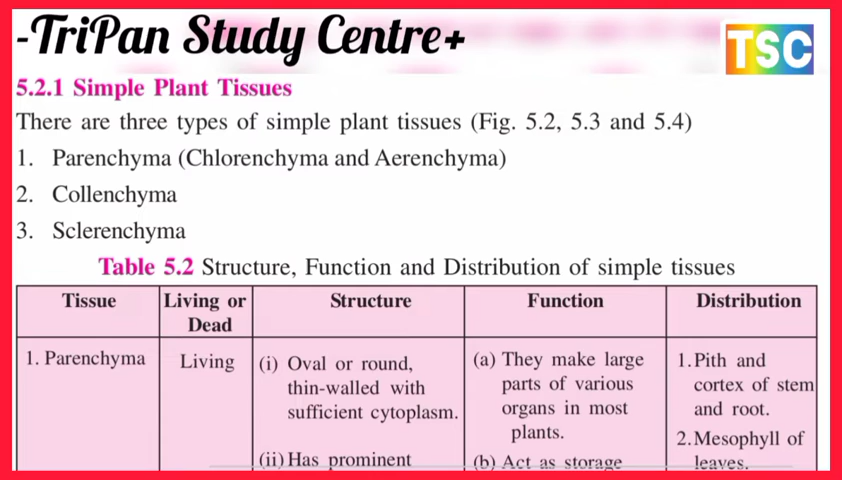 -TriPan Study Centre+
TSC
5.2.1 Simple Plant Tissues
There are three types of simple plant tissues (Fig. 5.2, 5.3 and 5.4)
1. Parenchyma (Chlorenchyma and Aerenchyma)
2. Collenchyma
3. Sclerenchyma
Table 5.2 Structure, Function and Distribution of simple tissues
Tissue
Living or
Dead
Structure
Function
Distribution
1. Parenchyma
Living
(i) Oval or round,
thin-walled with
sufficient cytoplasm.
(ii) Has prominent
(a) They make large
parts of various
organs in most
plants.
(b) Act as storage
1. Pith and
cortex of stem
and root.
2. Mesophyll of
leaves.